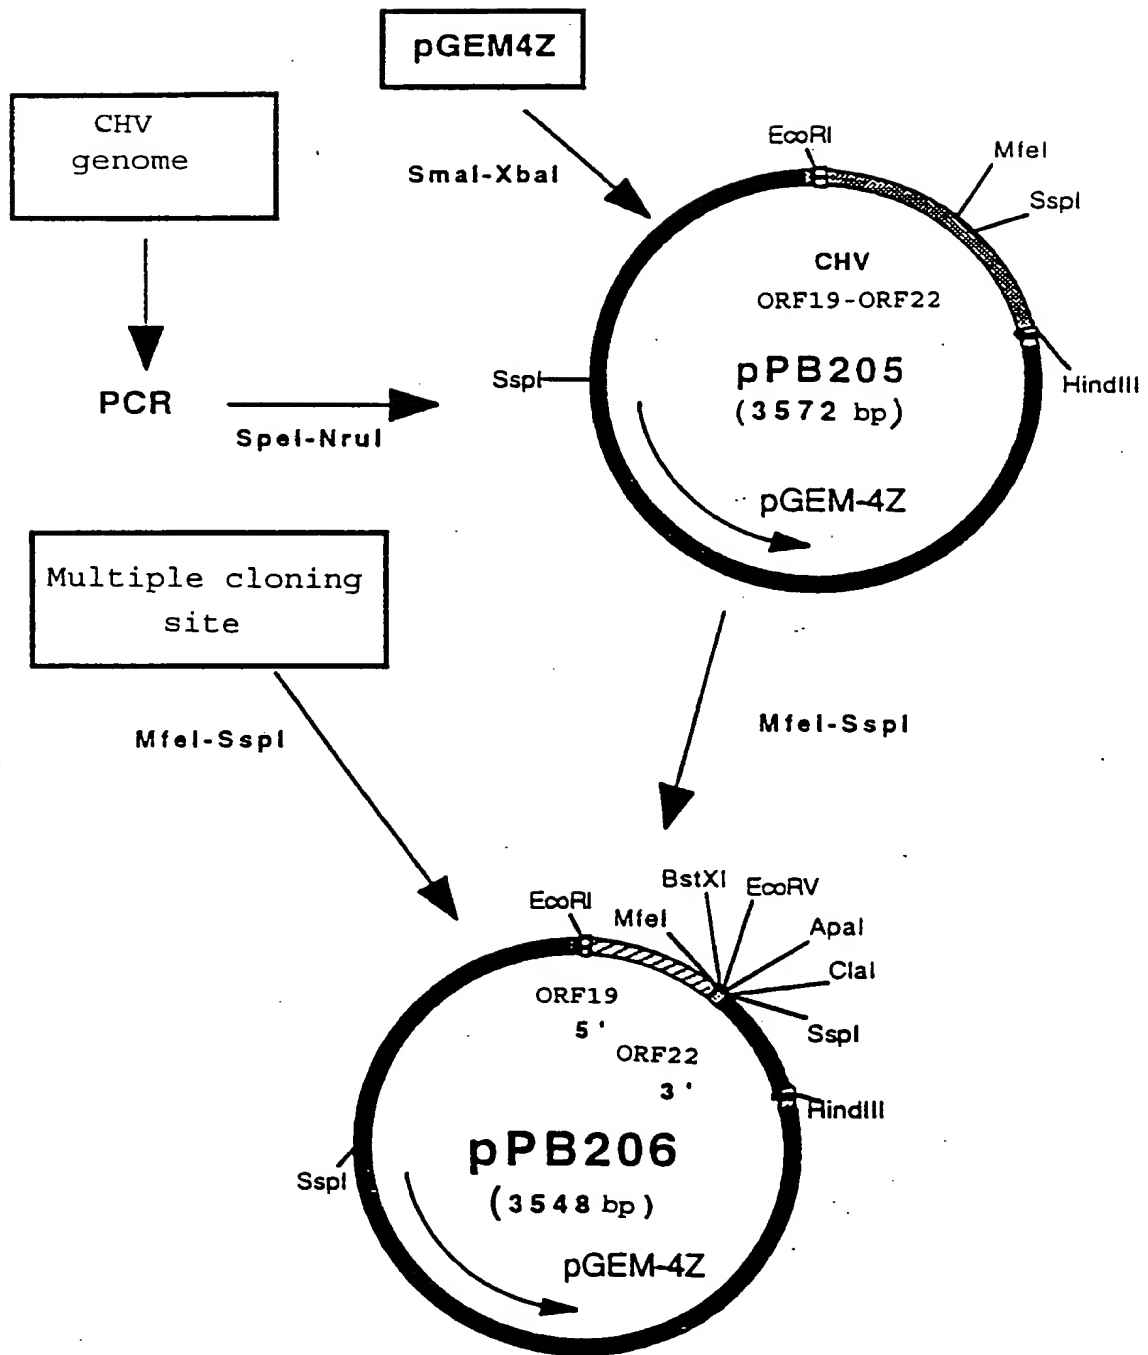 pGEM4Z
CHV
genome
SmaI-XbaI
EcoRI
MfeI
SspI
CHV
ORF19-ORF22
SspI
pPB205
(3572 bp)
HindIII
PCR
SpeI-NruI
pGEM-4Z
Multiple cloning
site
MfeI-SspI
MfeI-SspI
BstXI
EcoRV
EcoRI
MfeI
ApaI
ClaI
SspI
ORF19
5'
ORF22
3'
HindIII
pPB206
SspI
(3548 bp)
pGEM-4Z